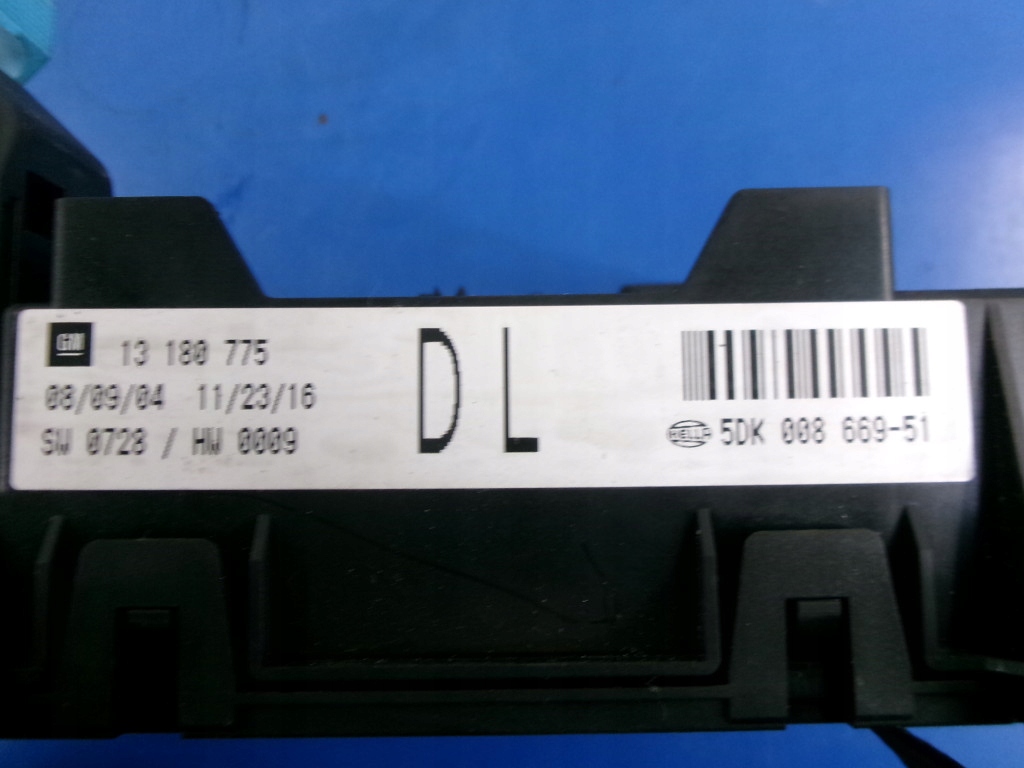 GM 13 180 775
08/09/04 11/23/16
SW 0728 / HW 0009
D L
HELLA 5DK 008 669-51